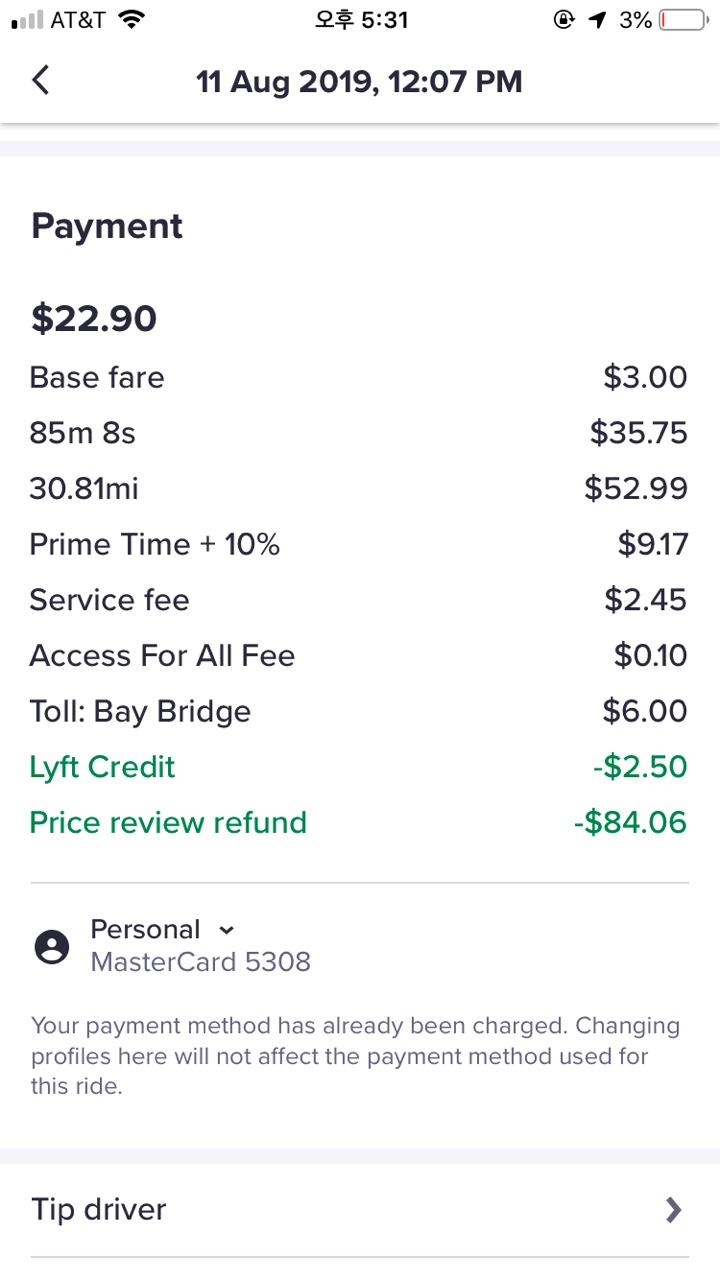 AT&T 오후 5:31 3%
11 Aug 2019, 12:07 PM
Payment
$22.90
Base fare $3.00
85m 8s $35.75
30.81mi $52.99
Prime Time + 10% $9.17
Service fee $2.45
Access For All Fee $0.10
Toll: Bay Bridge $6.00
Lyft Credit -$2.50
Price review refund -$84.06
Personal
MasterCard 5308
Your payment method has already been charged. Changing
profiles here will not affect the payment method used for
this ride.
Tip driver